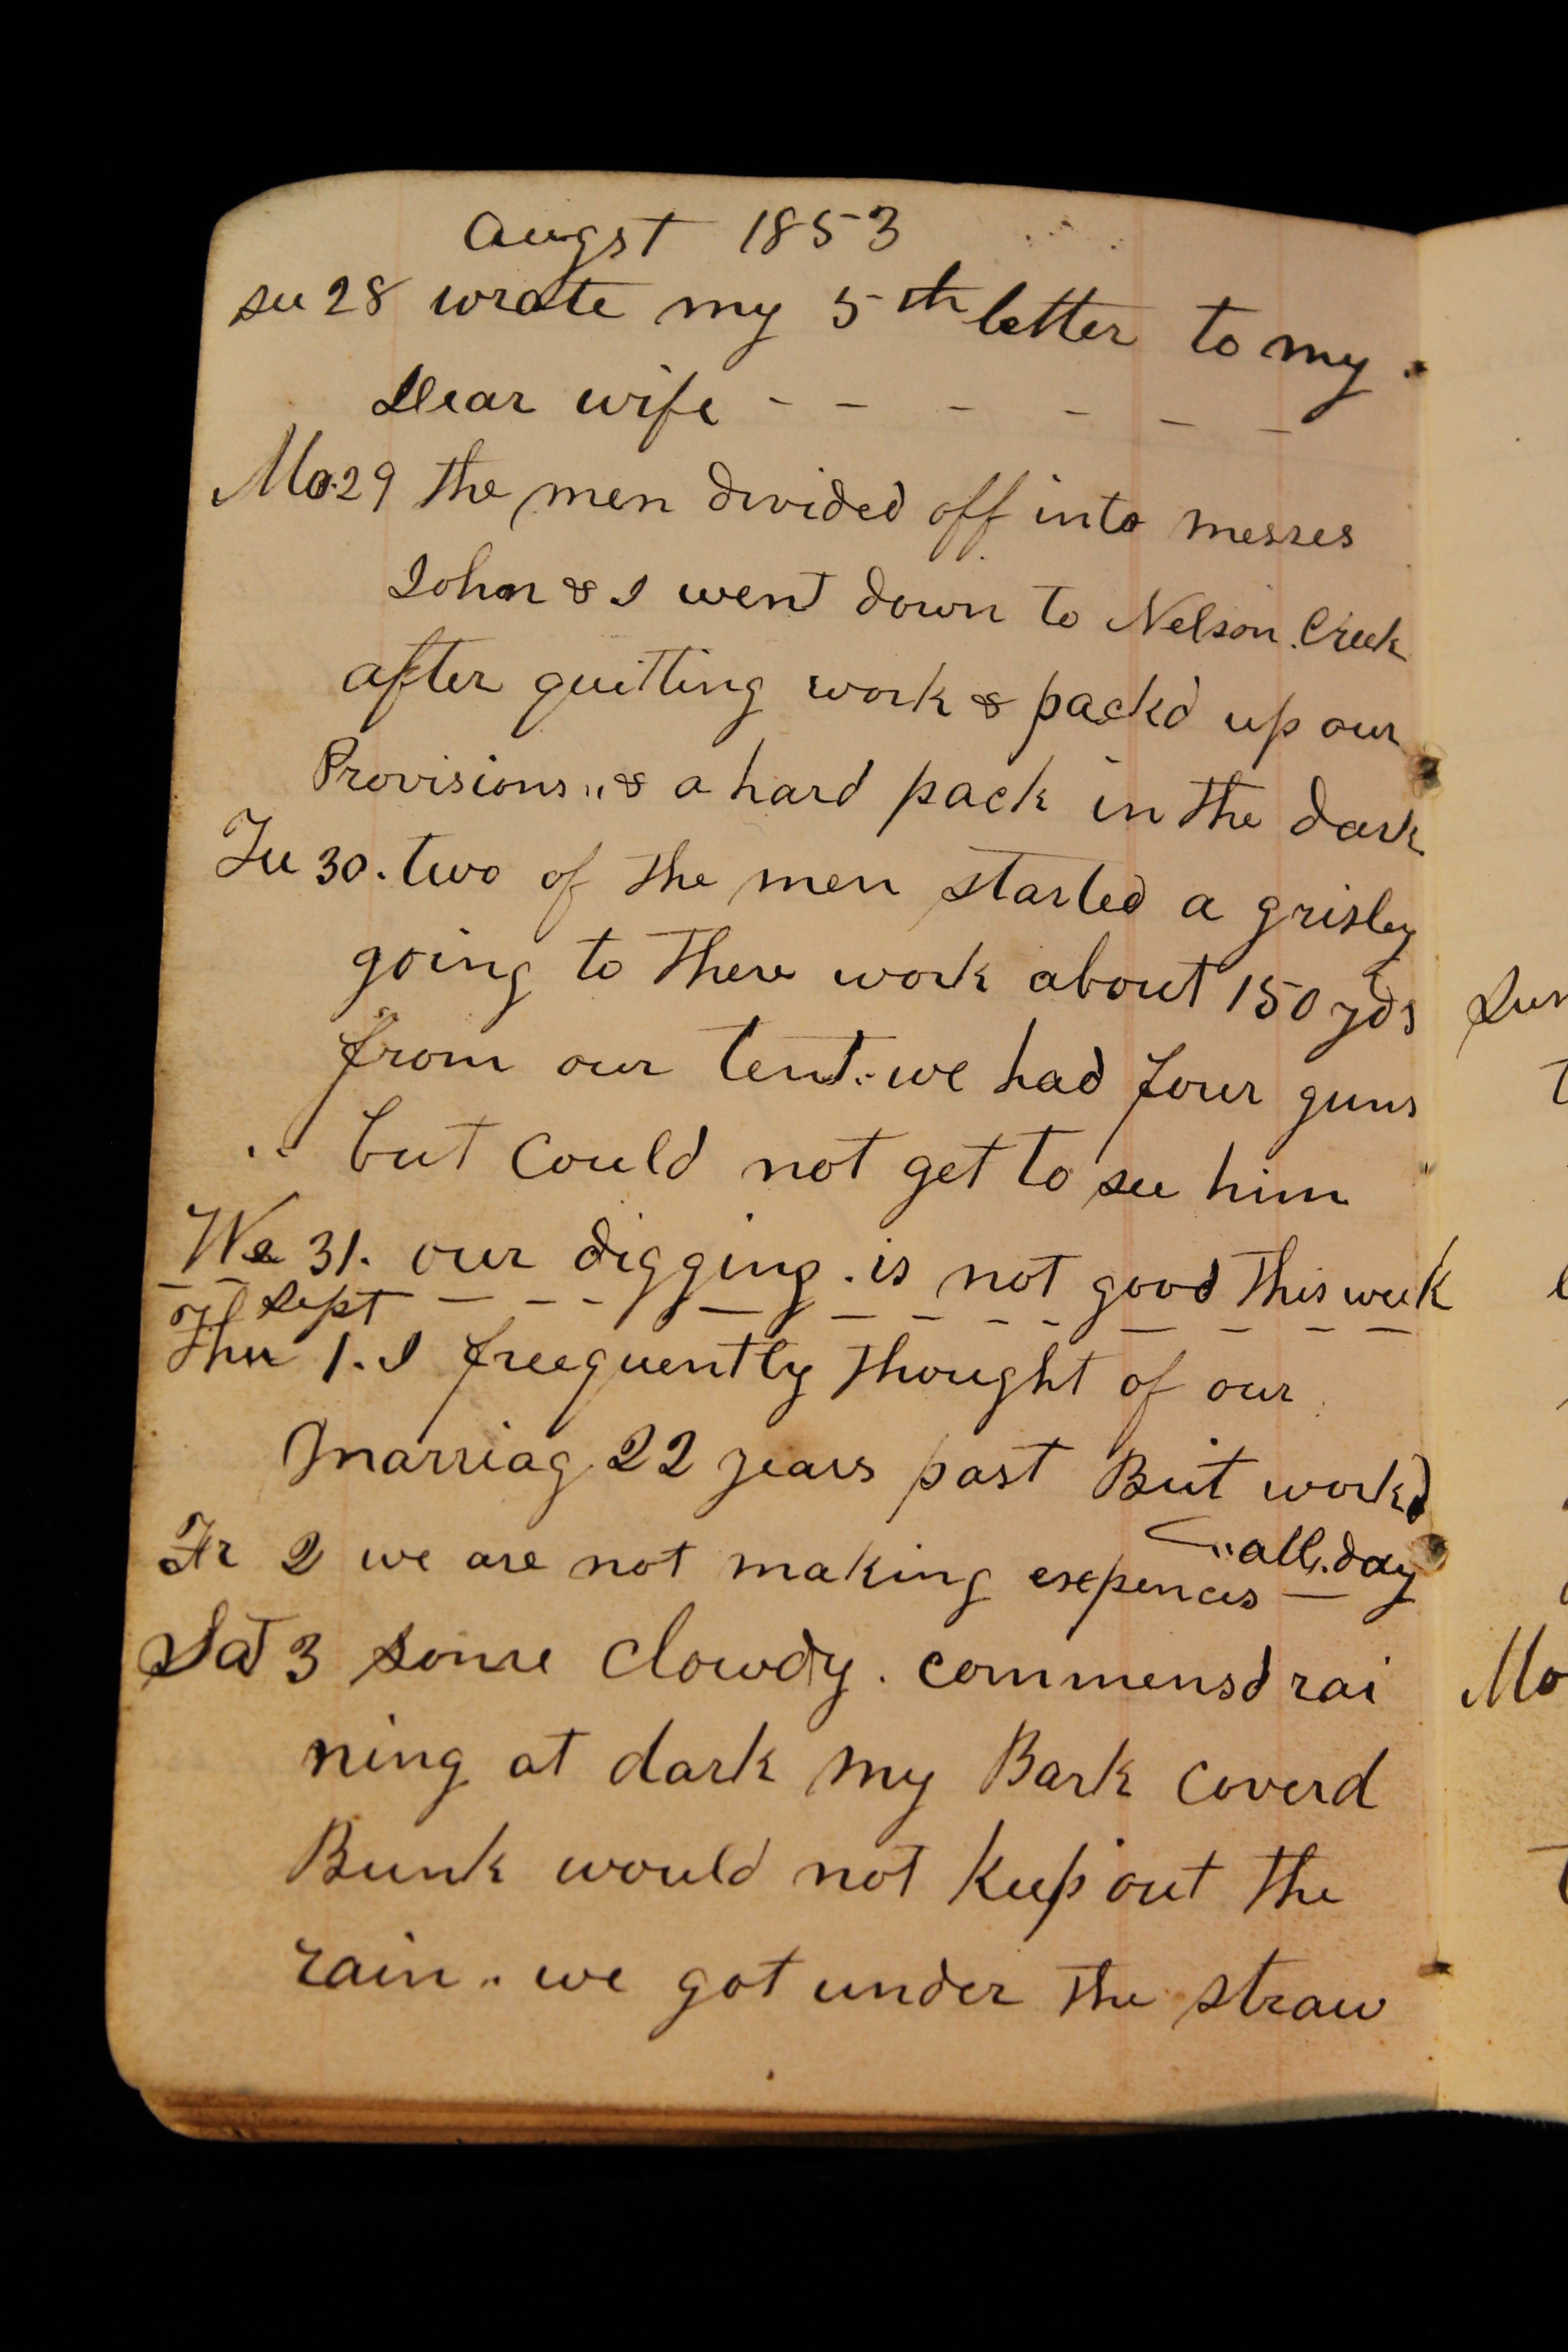 Augst 1853
su 28 wrote my 5th letter to my
Dear wife - - - - - -
Mo. 29 the men divided off into messes
John & I went down to Nelson Creek
after quitting work & packd up our
Provisions,, & a hard pack in the dark
Tu 30. two of the men started a grisley
going to there work about 150 yds
from our tent.. we had four guns
.. but could not get to see him
We 31. our digging . is not good this week
Sept
Thu 1. I freequently thought of our
marriag 22 years past But workd
all day
Fr 2 we are not making expences —
Sat 3 some clowdy . commensd rai
ning at dark my Bark coverd
Bunk would not keep out the
rain .. we got under the straw
Sun
Mo